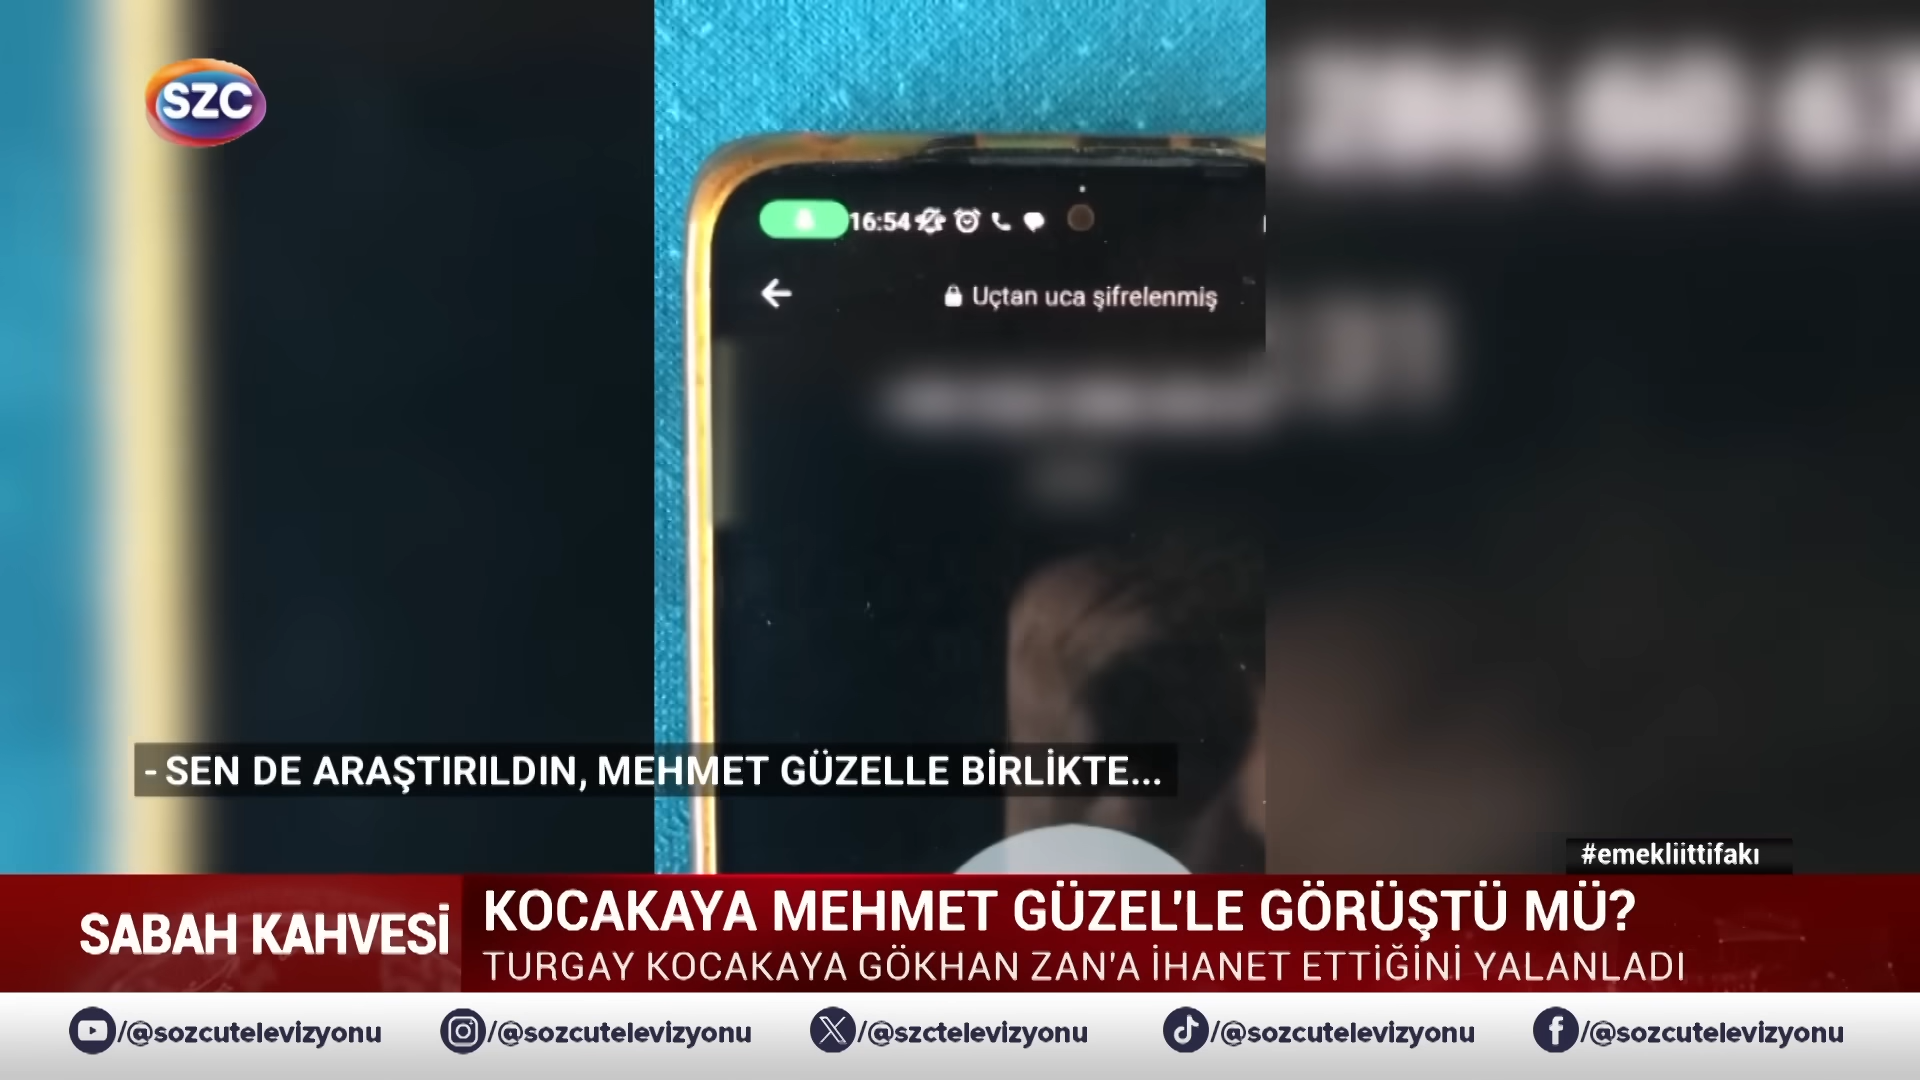 SZC
16:54
Uçtan uca şifrelenmiş
- SEN DE ARAŞTIRILDIN, MEHMET GÜZELLE BİRLİKTE...
#emekliittifakı
SABAH KAHVESİ
KOCAKAYA MEHMET GÜZEL'LE GÖRÜŞTÜ MÜ?
TURGAY KOCAKAYA GÖKHAN ZAN'A İHANET ETTİĞİNİ YALANLADI
/@sozcutelevizyonu /@sozcutelevizyonu /@szctelevizyonu /@sozcutelevizyonu /@sozcutelevizyonu